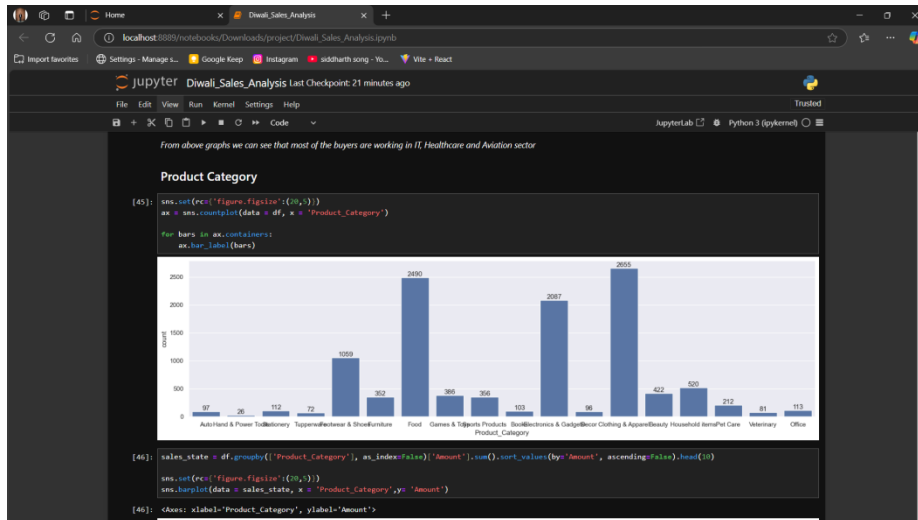 Home
Diwali_Sales_Analysis
localhost:8889/notebooks/Downloads/project/Diwali_Sales_Analysis.ipynb
Import favorites Settings - Manage s... Google Keep Instagram siddharth song - Yo... Vite + React
jupyter Diwali_Sales_Analysis Last Checkpoint: 21 minutes ago
File Edit View Run Kernel Settings Help Trusted
Code JupyterLab Python 3 (ipykernel)
From above graphs we can see that most of the buyers are working in IT, Healthcare and Aviation sector
Product Category
[45]: sns.set(rc={'figure.figsize':(20,5)})
ax = sns.countplot(data = df, x = 'Product_Category')
for bars in ax.containers:
ax.bar_label(bars)
2500
2000
1500
1000
500
0
count
97 26 112 72 1059 352 2490 386 356 103 2087 96 2655 422 520 212 81 113
Auto Hand & Power Tools Stationery Tupperware Footwear & Shoes Furniture Food Games & Toys Sports Products Books Electronics & Gadgets Decor Clothing & Apparel Beauty Household items Pet Care Veterinary Office
Product_Category
[46]: sales_state = df.groupby(['Product_Category'], as_index=False)['Amount'].sum().sort_values(by='Amount', ascending=False).head(10)
sns.set(rc={'figure.figsize':(20,5)})
sns.barplot(data = sales_state, x = 'Product_Category',y= 'Amount')
[46]: <Axes: xlabel='Product_Category', ylabel='Amount'>